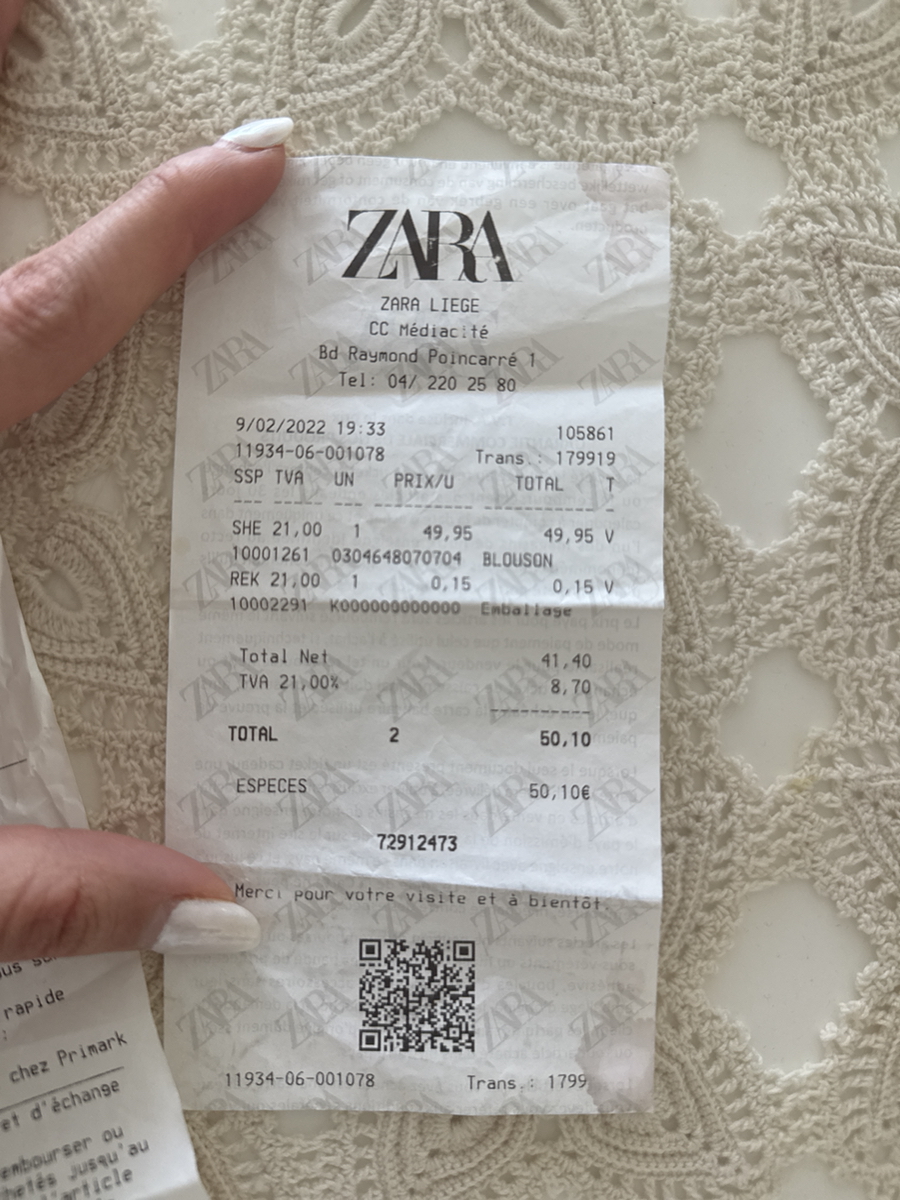 ZARA
ZARA LIEGE
CC Médiacité
Bd Raymond Poincarré 1
Tel: 04/ 220 25 80
9/02/2022 19:33 105861
11934-06-001078 Trans.: 179919
SSP TVA UN PRIX/U TOTAL T
SHE 21,00 1 49,95 49,95 V
10001261 0304648070704 BLOUSON
REK 21,00 1 0,15 0,15 V
10002291 K000000000000 Emballage
Total Net 41,40
TVA 21,00% 8,70
TOTAL 2 50,10
ESPECES 50,10€
72912473
Merci pour votre visite et à bientôt.
11934-06-001078 Trans.: 1799
rapide
:
chez Primark
et d'échange
embourser ou
jusqu'au
l'article